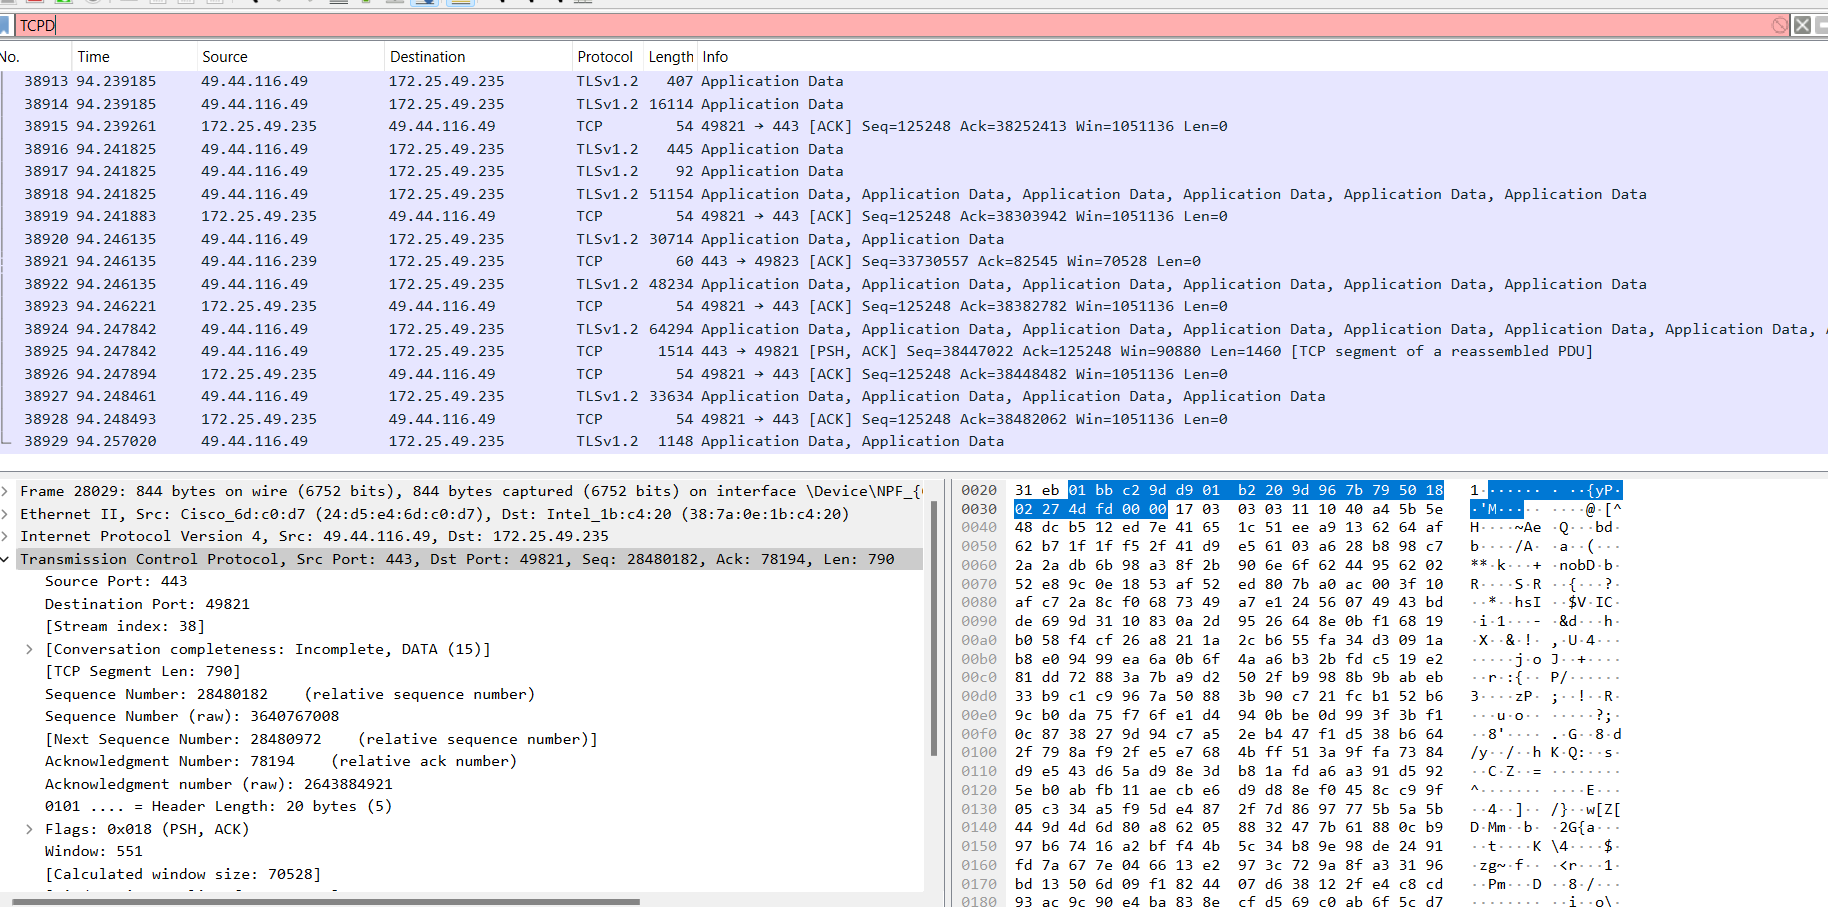 TCPD
No. Time Source Destination Protocol Length Info
38913 94.239185 49.44.116.49 172.25.49.235 TLSv1.2 407 Application Data
38914 94.239185 49.44.116.49 172.25.49.235 TLSv1.2 16114 Application Data
38915 94.239261 172.25.49.235 49.44.116.49 TCP 54 49821 → 443 [ACK] Seq=125248 Ack=38252413 Win=1051136 Len=0
38916 94.241825 49.44.116.49 172.25.49.235 TLSv1.2 445 Application Data
38917 94.241825 49.44.116.49 172.25.49.235 TLSv1.2 92 Application Data
38918 94.241825 49.44.116.49 172.25.49.235 TLSv1.2 51154 Application Data, Application Data, Application Data, Application Data, Application Data, Application Data
38919 94.241883 172.25.49.235 49.44.116.49 TCP 54 49821 → 443 [ACK] Seq=125248 Ack=38303942 Win=1051136 Len=0
38920 94.246135 49.44.116.49 172.25.49.235 TLSv1.2 30714 Application Data, Application Data
38921 94.246135 49.44.116.239 172.25.49.235 TCP 60 443 → 49823 [ACK] Seq=33730557 Ack=82545 Win=70528 Len=0
38922 94.246135 49.44.116.49 172.25.49.235 TLSv1.2 48234 Application Data, Application Data, Application Data, Application Data, Application Data, Application Data
38923 94.246221 172.25.49.235 49.44.116.49 TCP 54 49821 → 443 [ACK] Seq=125248 Ack=38382782 Win=1051136 Len=0
38924 94.247842 49.44.116.49 172.25.49.235 TLSv1.2 64294 Application Data, Application Data, Application Data, Application Data, Application Data, Application Data, Application Data,
38925 94.247842 49.44.116.49 172.25.49.235 TCP 1514 443 → 49821 [PSH, ACK] Seq=38447022 Ack=125248 Win=90880 Len=1460 [TCP segment of a reassembled PDU]
38926 94.247894 172.25.49.235 49.44.116.49 TCP 54 49821 → 443 [ACK] Seq=125248 Ack=38448482 Win=1051136 Len=0
38927 94.248461 49.44.116.49 172.25.49.235 TLSv1.2 33634 Application Data, Application Data, Application Data, Application Data
38928 94.248493 172.25.49.235 49.44.116.49 TCP 54 49821 → 443 [ACK] Seq=125248 Ack=38482062 Win=1051136 Len=0
38929 94.257020 49.44.116.49 172.25.49.235 TLSv1.2 1148 Application Data, Application Data
Frame 28029: 844 bytes on wire (6752 bits), 844 bytes captured (6752 bits) on interface \Device\NPF_{
Ethernet II, Src: Cisco_6d:c0:d7 (24:d5:e4:6d:c0:d7), Dst: Intel_1b:c4:20 (38:7a:0e:1b:c4:20)
Internet Protocol Version 4, Src: 49.44.116.49, Dst: 172.25.49.235
Transmission Control Protocol, Src Port: 443, Dst Port: 49821, Seq: 28480182, Ack: 78194, Len: 790
Source Port: 443
Destination Port: 49821
[Stream index: 38]
[Conversation completeness: Incomplete, DATA (15)]
[TCP Segment Len: 790]
Sequence Number: 28480182 (relative sequence number)
Sequence Number (raw): 3640767008
[Next Sequence Number: 28480972 (relative sequence number)]
Acknowledgment Number: 78194 (relative ack number)
Acknowledgment number (raw): 2643884921
0101 .... = Header Length: 20 bytes (5)
Flags: 0x018 (PSH, ACK)
Window: 551
[Calculated window size: 70528]
0020 31 eb 01 bb c2 9d d9 01 b2 20 9d 96 7b 79 50 18 1······· · ··{yP·
0030 02 27 4d fd 00 00 17 03 03 03 11 10 40 a4 5b 5e ·'M····· ····@·[^
0040 48 dc b5 12 ed 7e 41 65 1c 51 ee a9 13 62 64 af H····~Ae ·Q···bd·
0050 62 b7 1f 1f f5 2f 41 d9 e5 61 03 a6 28 b8 98 c7 b····/A· ·a··(···
0060 2a 2a db 6b 98 a3 8f 2b 90 6e 6f 62 44 95 62 02 **·k···+ ·nobD·b·
0070 52 e8 9c 0e 18 53 af 52 ed 80 7b a0 ac 00 3f 10 R····S·R ··{···?·
0080 af c7 2a 8c f0 68 73 49 a7 e1 24 56 07 49 43 bd ··*··hsI ··$V·IC·
0090 de 69 9d 31 10 83 0a 2d 95 26 64 8e 0b f1 68 19 ·i·1···- ·&d···h·
00a0 b0 58 f4 cf 26 a8 21 1a 2c b6 55 fa 34 d3 09 1a ·X··&·!· ,·U·4···
00b0 b8 e0 94 99 ea 6a 0b 6f 4a a6 b3 2b fd c5 19 e2 ·····j·o J··+····
00c0 81 dd 72 88 3a 7b a9 d2 50 2f b9 98 8b 9b ab eb ··r·:{·· P/······
00d0 33 b9 c1 c9 96 7a 50 88 3b 90 c7 21 fc b1 52 b6 3····zP· ;··!··R·
00e0 9c b0 da 75 f7 6f e1 d4 94 0b be 0d 99 3f 3b f1 ···u·o·· ·····?;·
00f0 0c 87 38 27 9d 94 c7 a5 2e b4 47 f1 d5 38 b6 64 ··8'···· .·G··8·d
0100 2f 79 8a f9 2f e5 e7 68 4b ff 51 3a 9f fa 73 84 /y··/··h K·Q:··s·
0110 d9 e5 43 d6 5a d9 8e 3d b8 1a fd a6 a3 91 d5 92 ··C·Z··= ········
0120 5e b0 ab fb 11 ae cb e6 d9 d8 8e f0 45 8c c9 9f ^······· ····E···
0130 05 c3 34 a5 f9 5d e4 87 2f 7d 86 97 77 5b 5a 5b ··4··]·· /}··w[Z[
0140 44 9d 4d 6d 80 a8 62 05 88 32 47 7b 61 88 0c b9 D·Mm··b· ·2G{a···
0150 97 b6 74 16 a2 bf f4 4b 5c 34 b8 9e 98 de 24 91 ··t····K \4····$·
0160 fd 7a 67 7e 04 66 13 e2 97 3c 72 9a 8f a3 31 96 ·zg~·f·· ·<r···1·
0170 bd 13 50 6d 09 f1 82 44 07 d6 38 12 2f e4 c8 cd ··Pm···D ··8·/···
0180 93 ac 9c 90 e4 ba 83 8e cf d5 69 c0 ab 6f 5c d7 ········ ··i··o\·